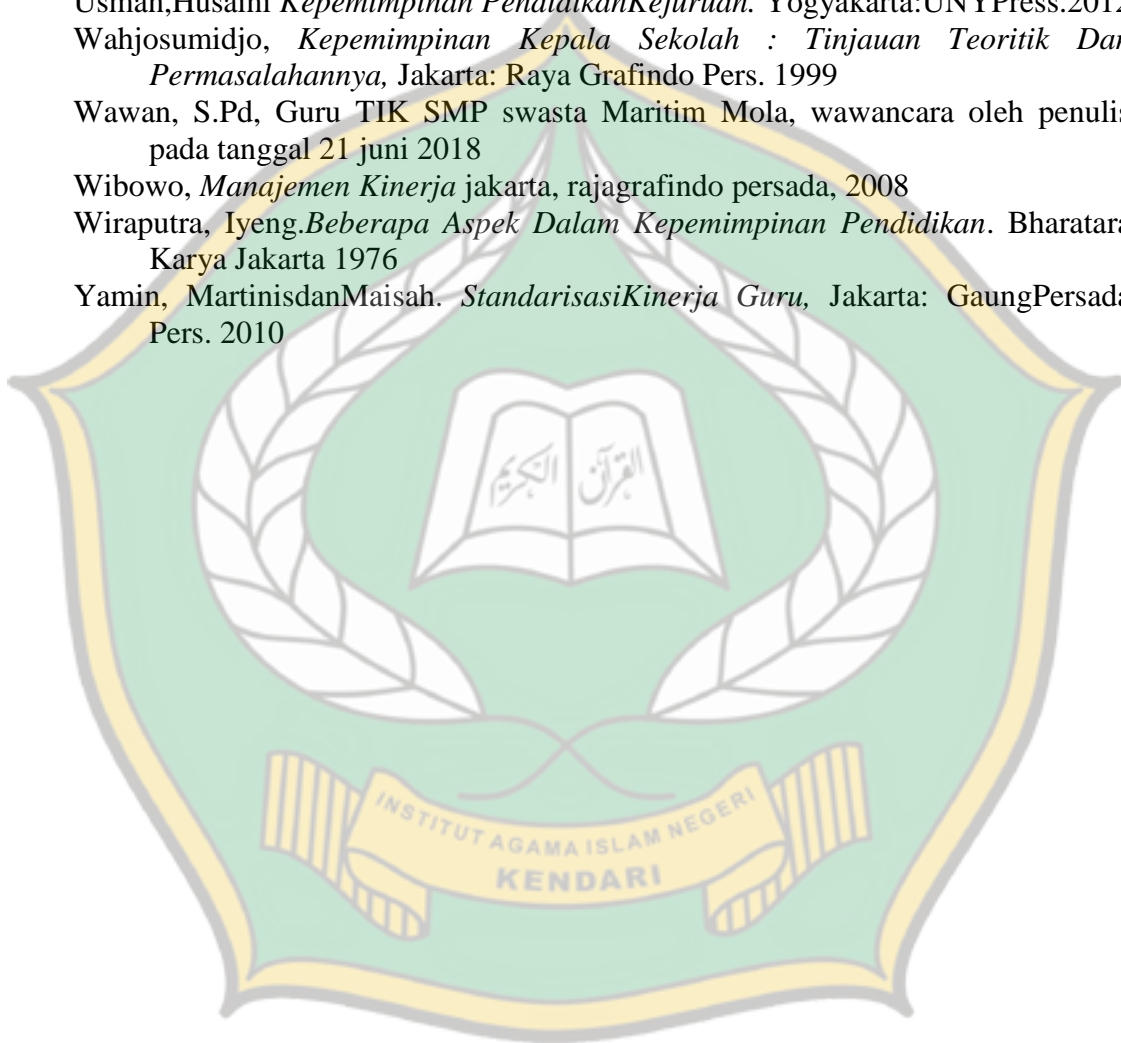 Usman,Husaini Kepemimpinan PendidikanKejuruan. Yogyakarta:UNYPress.2012
Wahjosumidjo, Kepemimpinan Kepala Sekolah : Tinjauan Teoritik Dan
Permasalahannya, Jakarta: Raya Grafindo Pers. 1999
Wawan, S.Pd, Guru TIK SMP swasta Maritim Mola, wawancara oleh penulis
pada tanggal 21 juni 2018
Wibowo, Manajemen Kinerja jakarta, rajagrafindo persada, 2008
Wiraputra, Iyeng.Beberapa Aspek Dalam Kepemimpinan Pendidikan. Bharatara
Karya Jakarta 1976
Yamin, MartinisdanMaisah. StandarisasiKinerja Guru, Jakarta: GaungPersada
Pers. 2010
القرآن الكريم
INSTITUT AGAMA ISLAM NEGERI
KENDARI